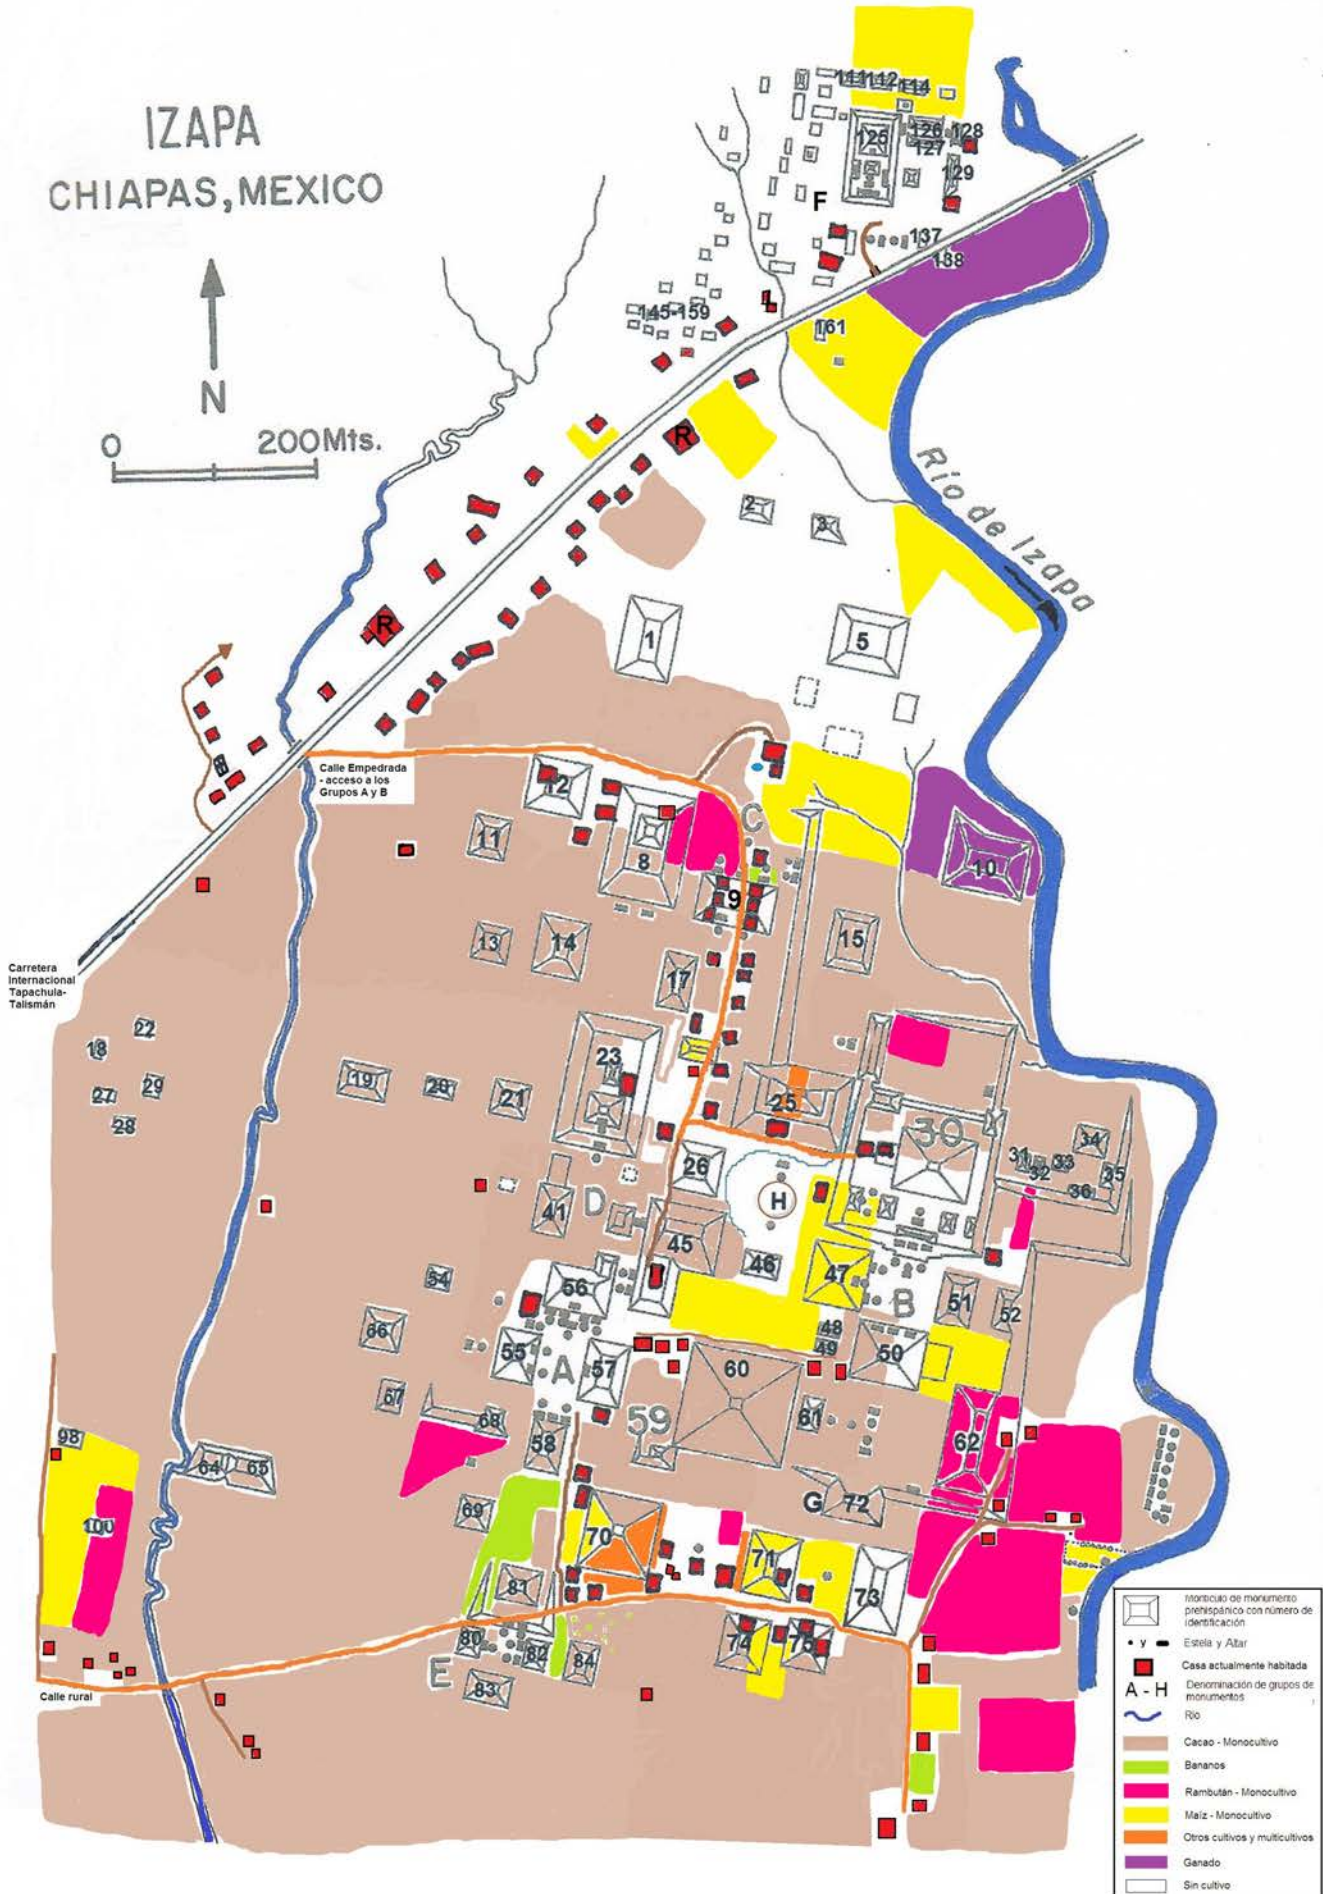 IZAPA
CHIAPAS, MEXICO
N
0 200 Mts.
111 112 114
125
126 128
127
129
F
137
138
145-159
161
R
R
Río de Izapa
2
3
1
5
Calle Empedrada
- acceso a los
Grupos A y B
12
11
8
C
9
10
13
14
15
17
Carretera
Internacional
Tapachula-
Talismán
22
18
27
29
28
19
20
21
23
25
30
31
32
33
34
35
36
26
H
41
D
45
46
47
54
56
B
51
52
66
55
A
57
48
49
50
60
67
68
58
59
61
62
98
64
65
G 72
100
69
70
71
73
81
80
82
84
74
75
E
83
Calle rural
Montículo de monumento
prehispánico con número de
identificación
• y Estela y Altar
Casa actualmente habitada
A - H Denominación de grupos de
monumentos
Río
Cacao - Monocultivo
Bananos
Rambután - Monocultivo
Maíz - Monocultivo
Otros cultivos y multicultivos
Ganado
Sin cultivo